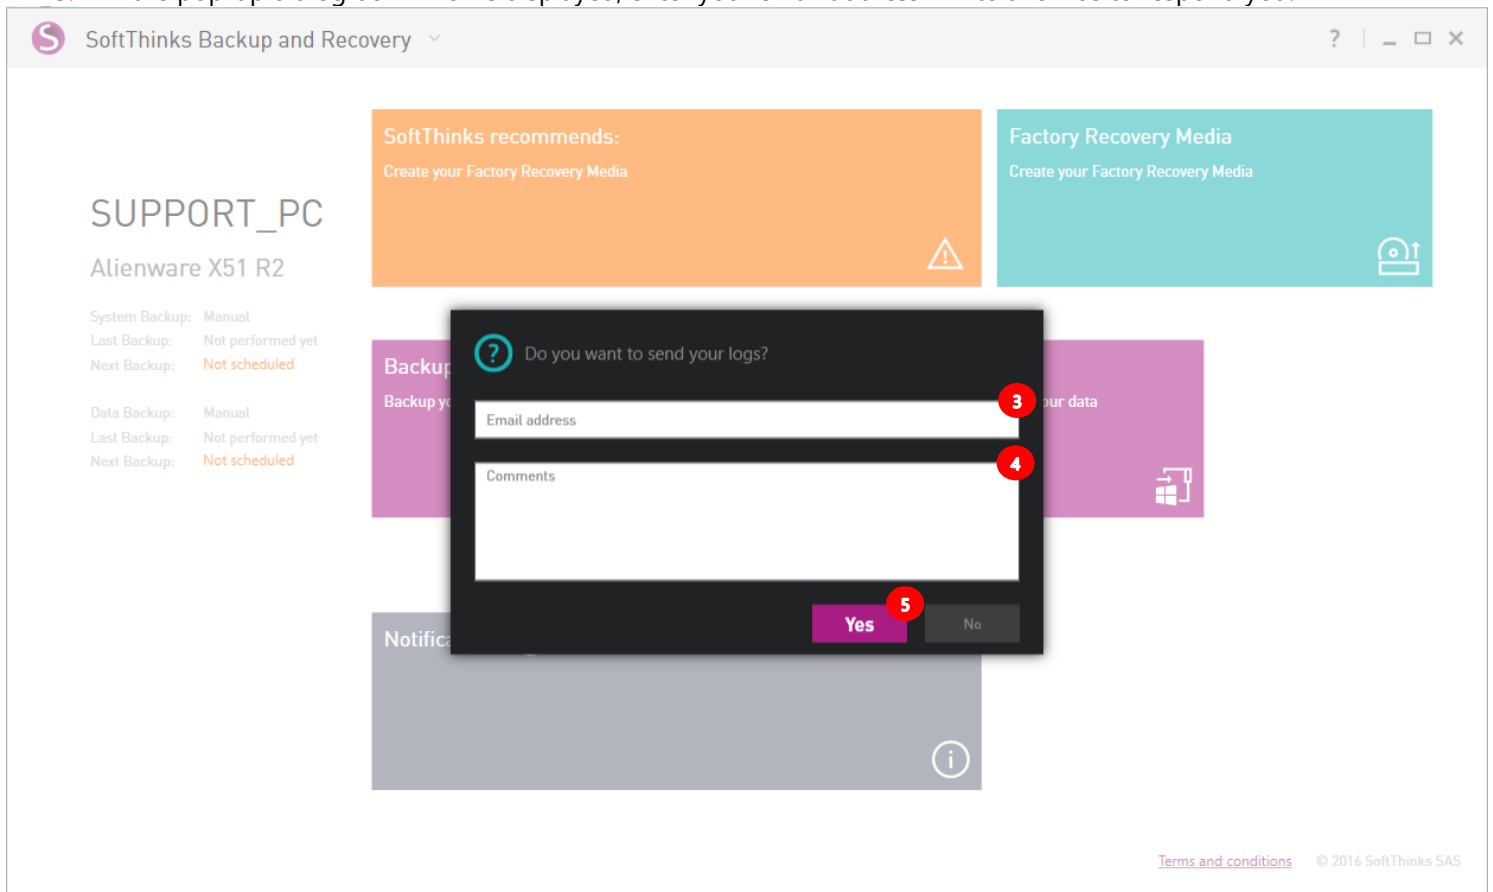 SoftThinks Backup and Recovery
?
SoftThinks recommends:
Create your Factory Recovery Media
Factory Recovery Media
Create your Factory Recovery Media
SUPPORT_PC
Alienware X51 R2
System Backup: Manual
Last Backup: Not performed yet
Next Backup: Not scheduled
Data Backup: Manual
Last Backup: Not performed yet
Next Backup: Not scheduled
Backup
Backup
data
? Do you want to send your logs?
3
Email address
4
Comments
5
Yes
No
Terms and conditions © 2016 SoftThinks SAS